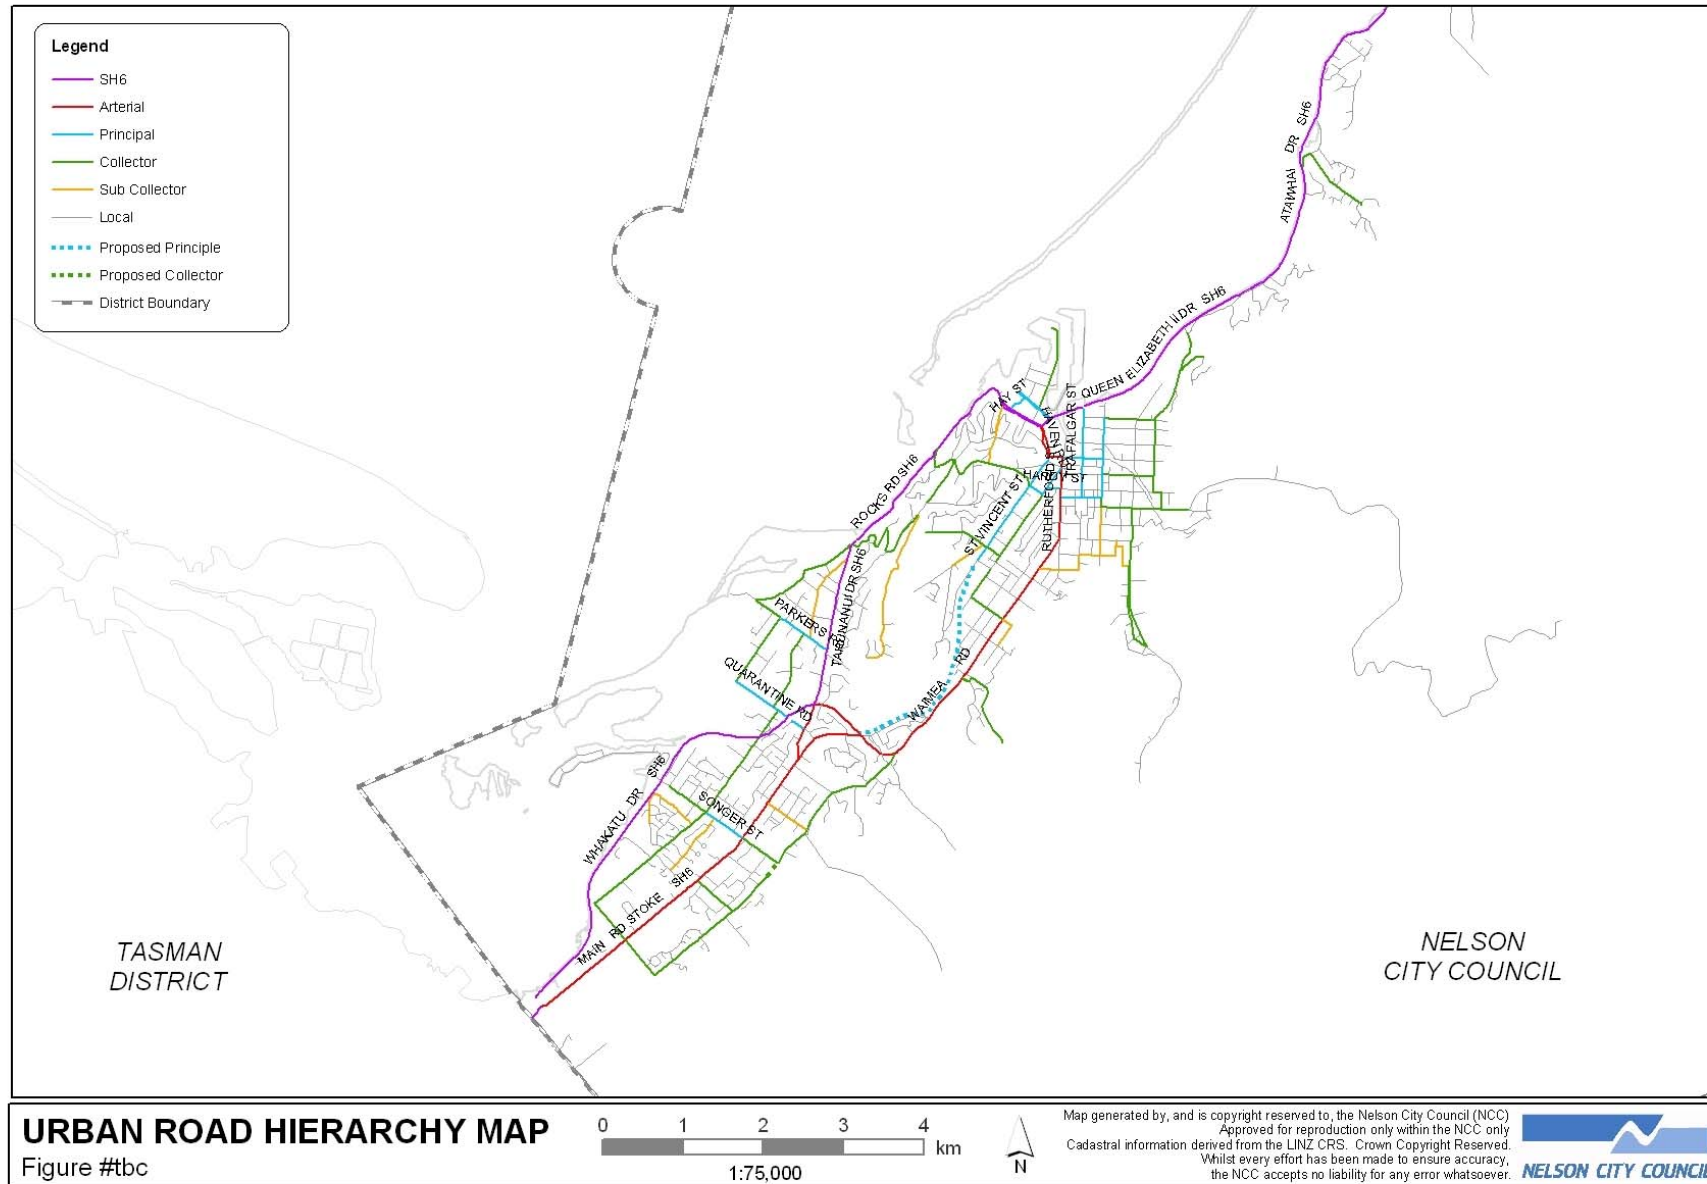 Legend
SH6
Arterial
Principal
Collector
Sub Collector
Local
Proposed Principle
Proposed Collector
District Boundary
ATAWHAI DR SH6
QUEEN ELIZABETH II DR SH6
HAY ST
HAVEN RD
TRAFALGAR ST
HARDY ST
RUTHERFORD ST
ST VINCENT ST
ROCKS RD SH6
TAHUNANUI DR SH6
PARKERS RD
QUARANTINE RD
WAIMEA RD
WHAKATU DR SH6
SONGER ST
MAIN RD STOKE SH6
TASMAN
DISTRICT
NELSON
CITY COUNCIL
URBAN ROAD HIERARCHY MAP
Figure #tbc
0 1 2 3 4
km
1:75,000
N
Map generated by, and is copyright reserved to, the Nelson City Council (NCC)
Approved for reproduction only within the NCC only
Cadastral information derived from the LINZ CRS. Crown Copyright Reserved.
Whilst every effort has been made to ensure accuracy,
the NCC accepts no liability for any error whatsoever.
NELSON CITY COUNCIL